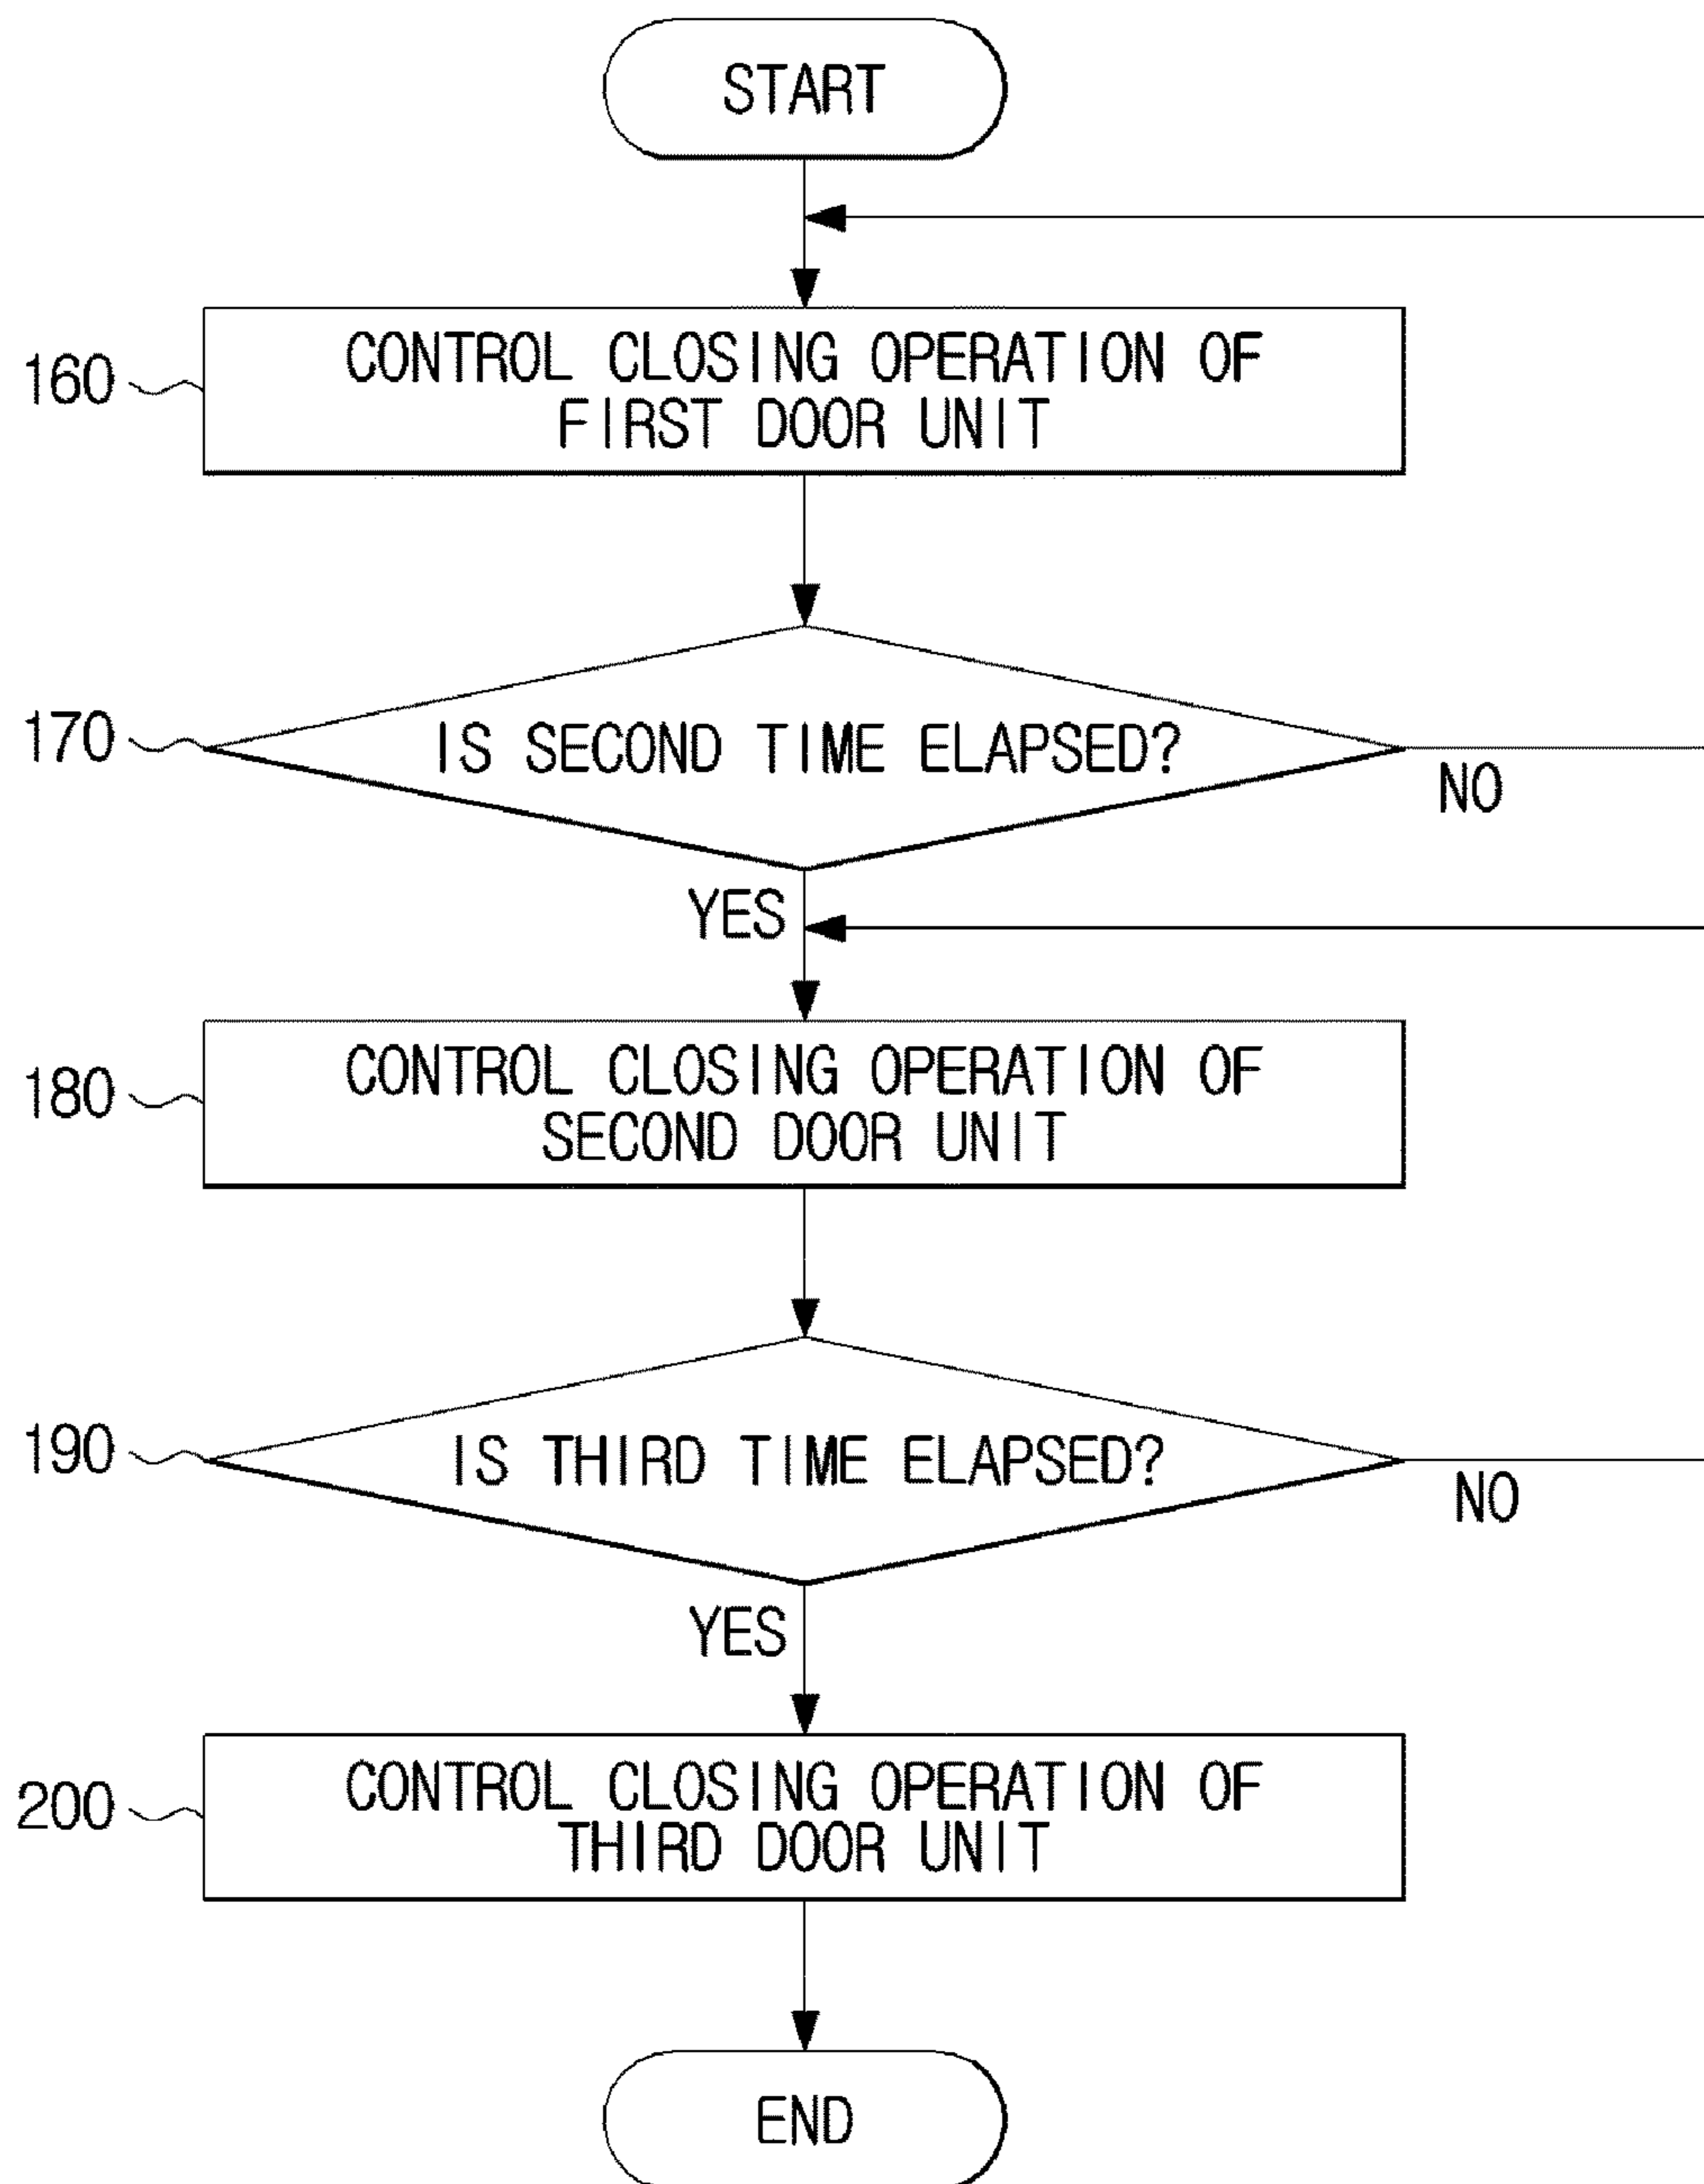 START
160
CONTROL CLOSING OPERATION OF
FIRST DOOR UNIT
170
IS SECOND TIME ELAPSED?
NO
YES
180
CONTROL CLOSING OPERATION OF
SECOND DOOR UNIT
190
IS THIRD TIME ELAPSED?
NO
YES
200
CONTROL CLOSING OPERATION OF
THIRD DOOR UNIT
END